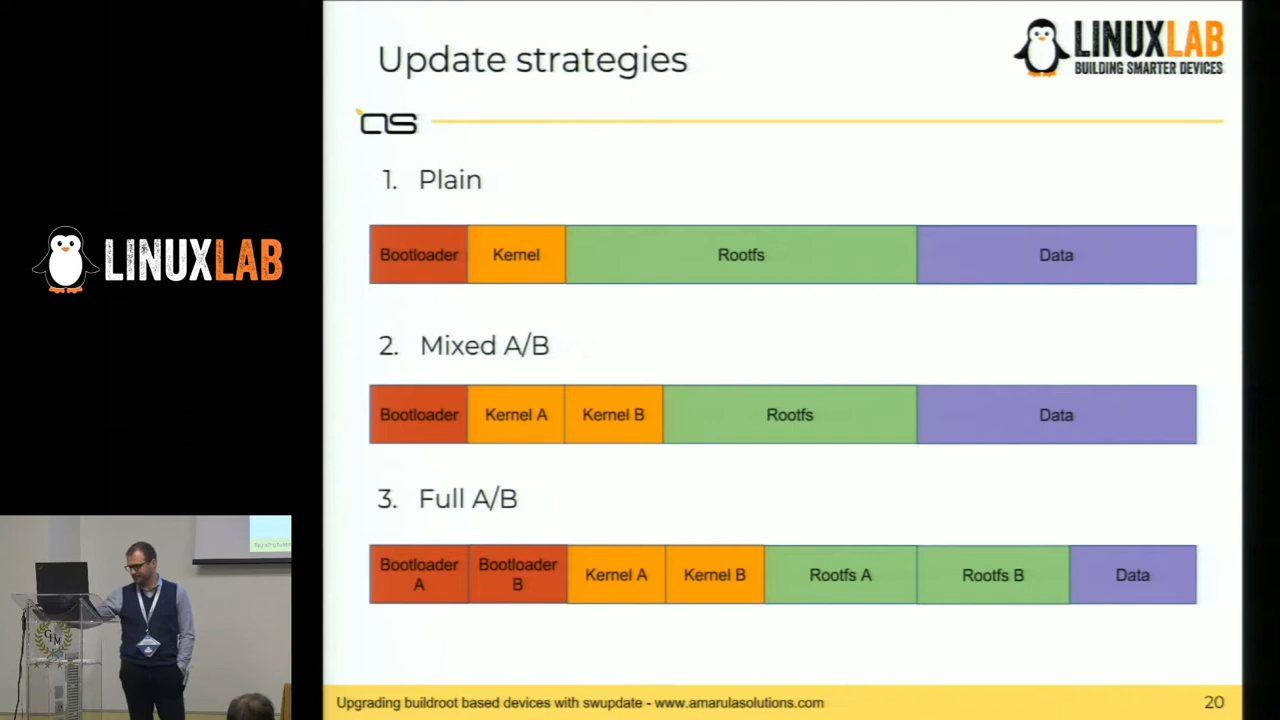 Update strategies
LINUXLAB
BUILDING SMARTER DEVICES
as
1. Plain
Bootloader Kernel Rootfs Data
LINUXLAB
2. Mixed A/B
Bootloader Kernel A Kernel B Rootfs Data
3. Full A/B
Bootloader A Bootloader B Kernel A Kernel B Rootfs A Rootfs B Data
GHM
Upgrading buildroot based devices with swupdate - www.amarulasolutions.com
20